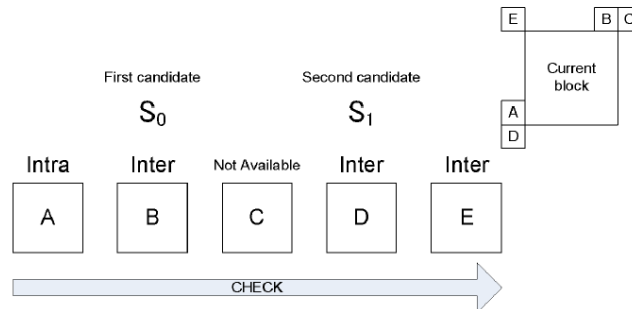 E
B
C
First candidate
Second candidate
Current
block
S0
S1
A
D
Intra
Inter
Not Available
Inter
Inter
A
B
C
D
E
CHECK